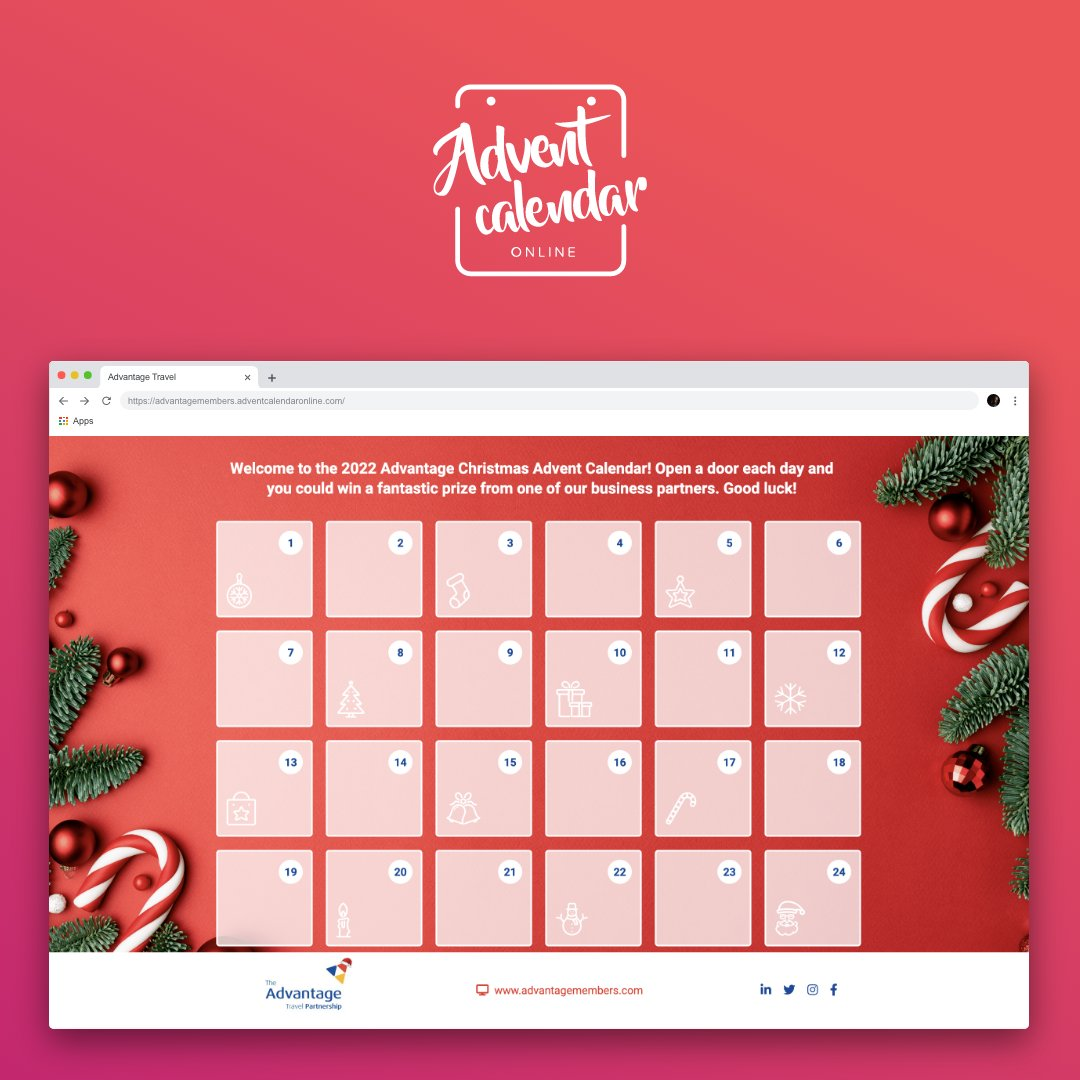 Advent
calendar
ONLINE
Advantage Travel
https://advantagemembers.adventcalendaronline.com/
Apps
Welcome to the 2022 Advantage Christmas Advent Calendar! Open a door each day and
you could win a fantastic prize from one of our business partners. Good luck!
1 2 3 4 5 6
7 8 9 10 11 12
13 14 15 16 17 18
19 20 21 22 23 24
The
Advantage
Travel Partnership
www.advantagemembers.com